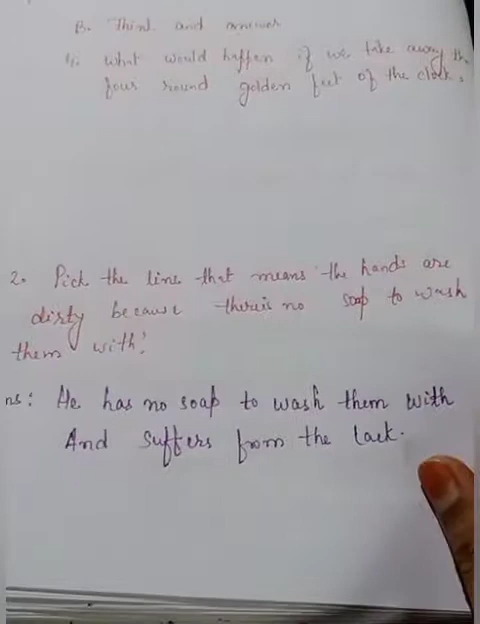 B. Think and answer
1. What would happen if we take away the
four round golden feet of the clock.
2. Pick the line that means the hands are
dirty because there is no soap to wash
them with?
ns: He has no soap to wash them with
And suffers from the lack.